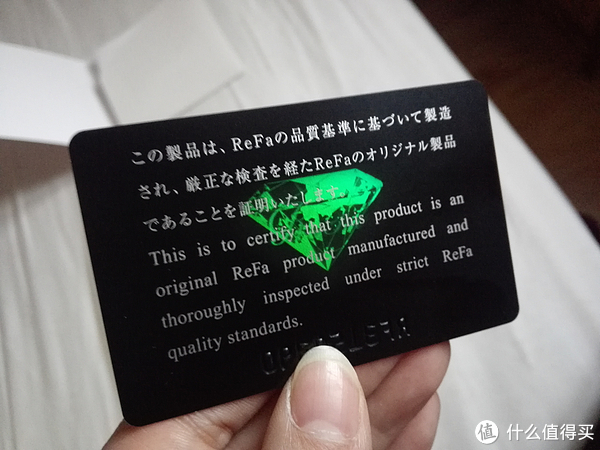 この製品は、ReFaの品質基準に基づいて製造
され、厳正な検査を経たReFaのオリジナル製品
であることを証明いたします。
This is to certify that this product is an
original ReFa product manufactured and
thoroughly inspected under strict ReFa
quality standards.
值 什么值得买